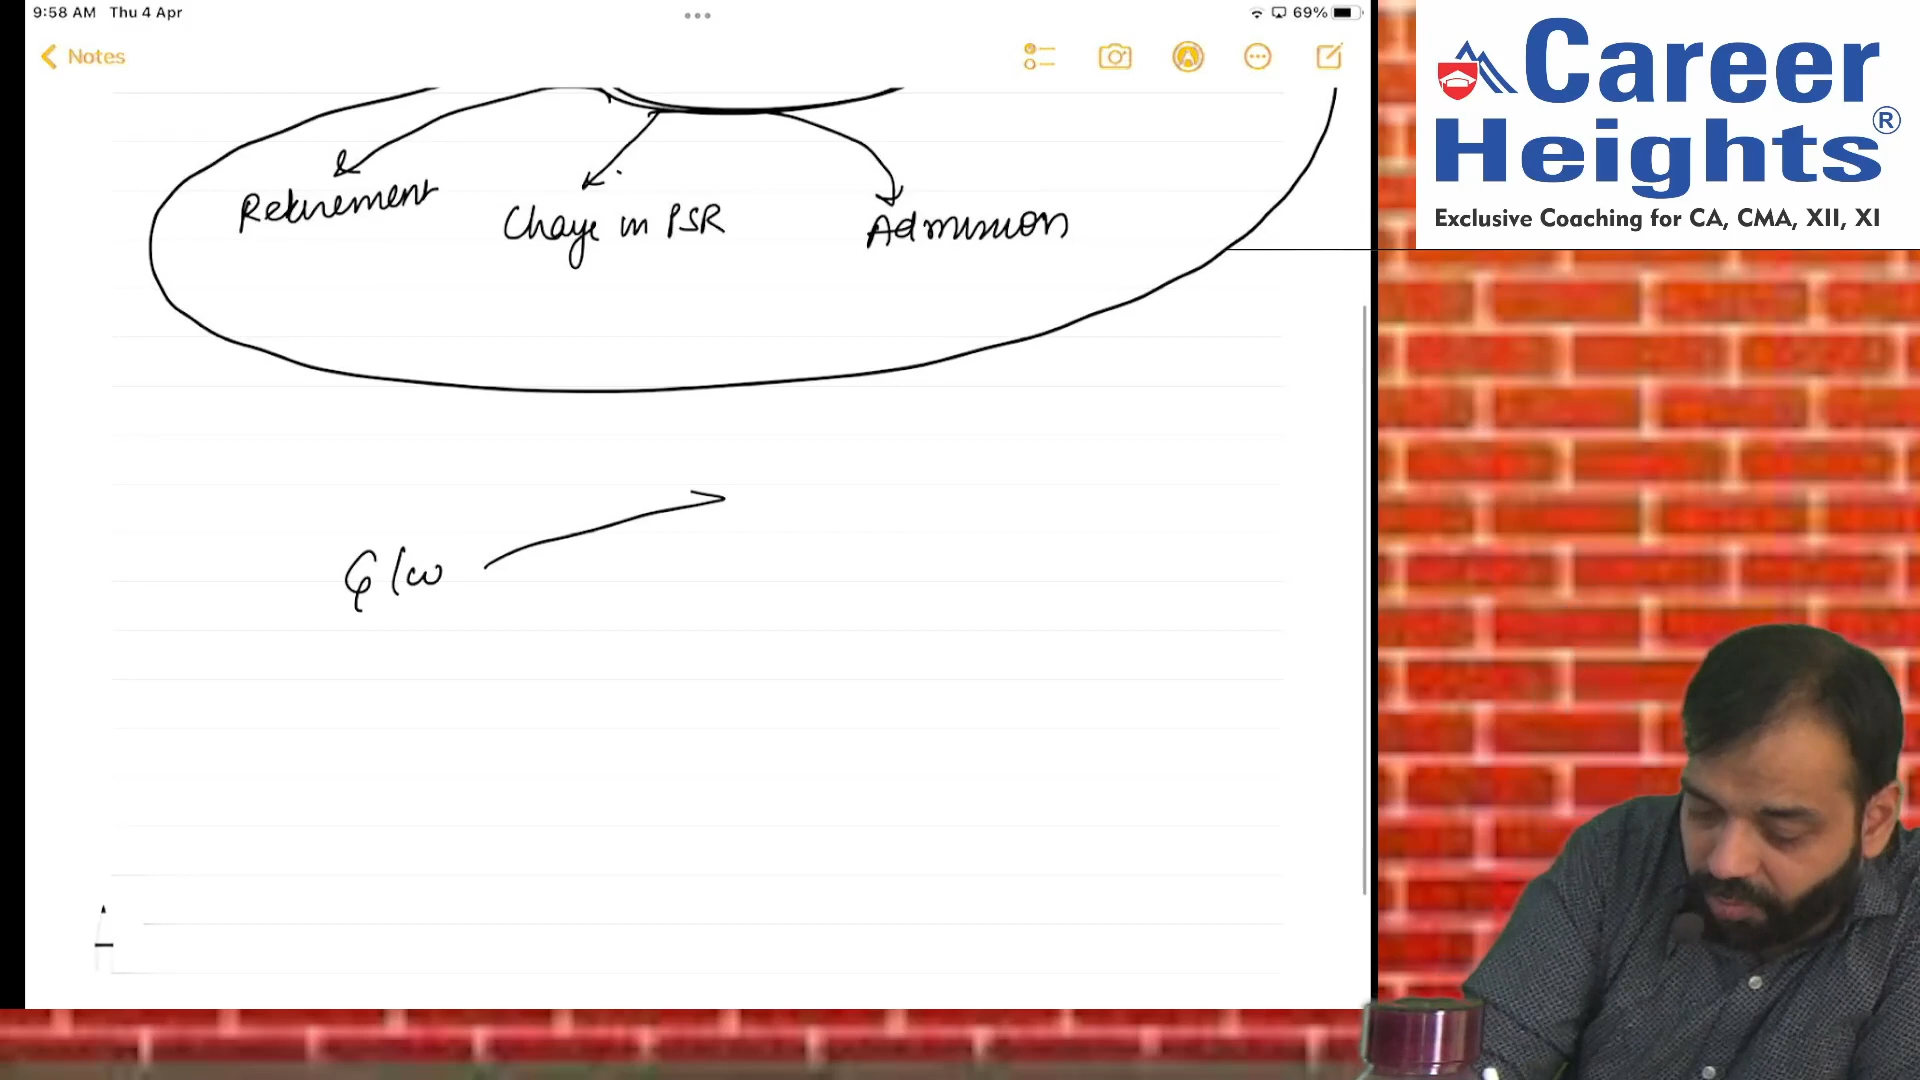 9:58 AM Thu 4 Apr
69%
Notes
Retirement
Change in PSR
Admission
G/w
Career
Heights®
Exclusive Coaching for CA, CMA, XII, XI